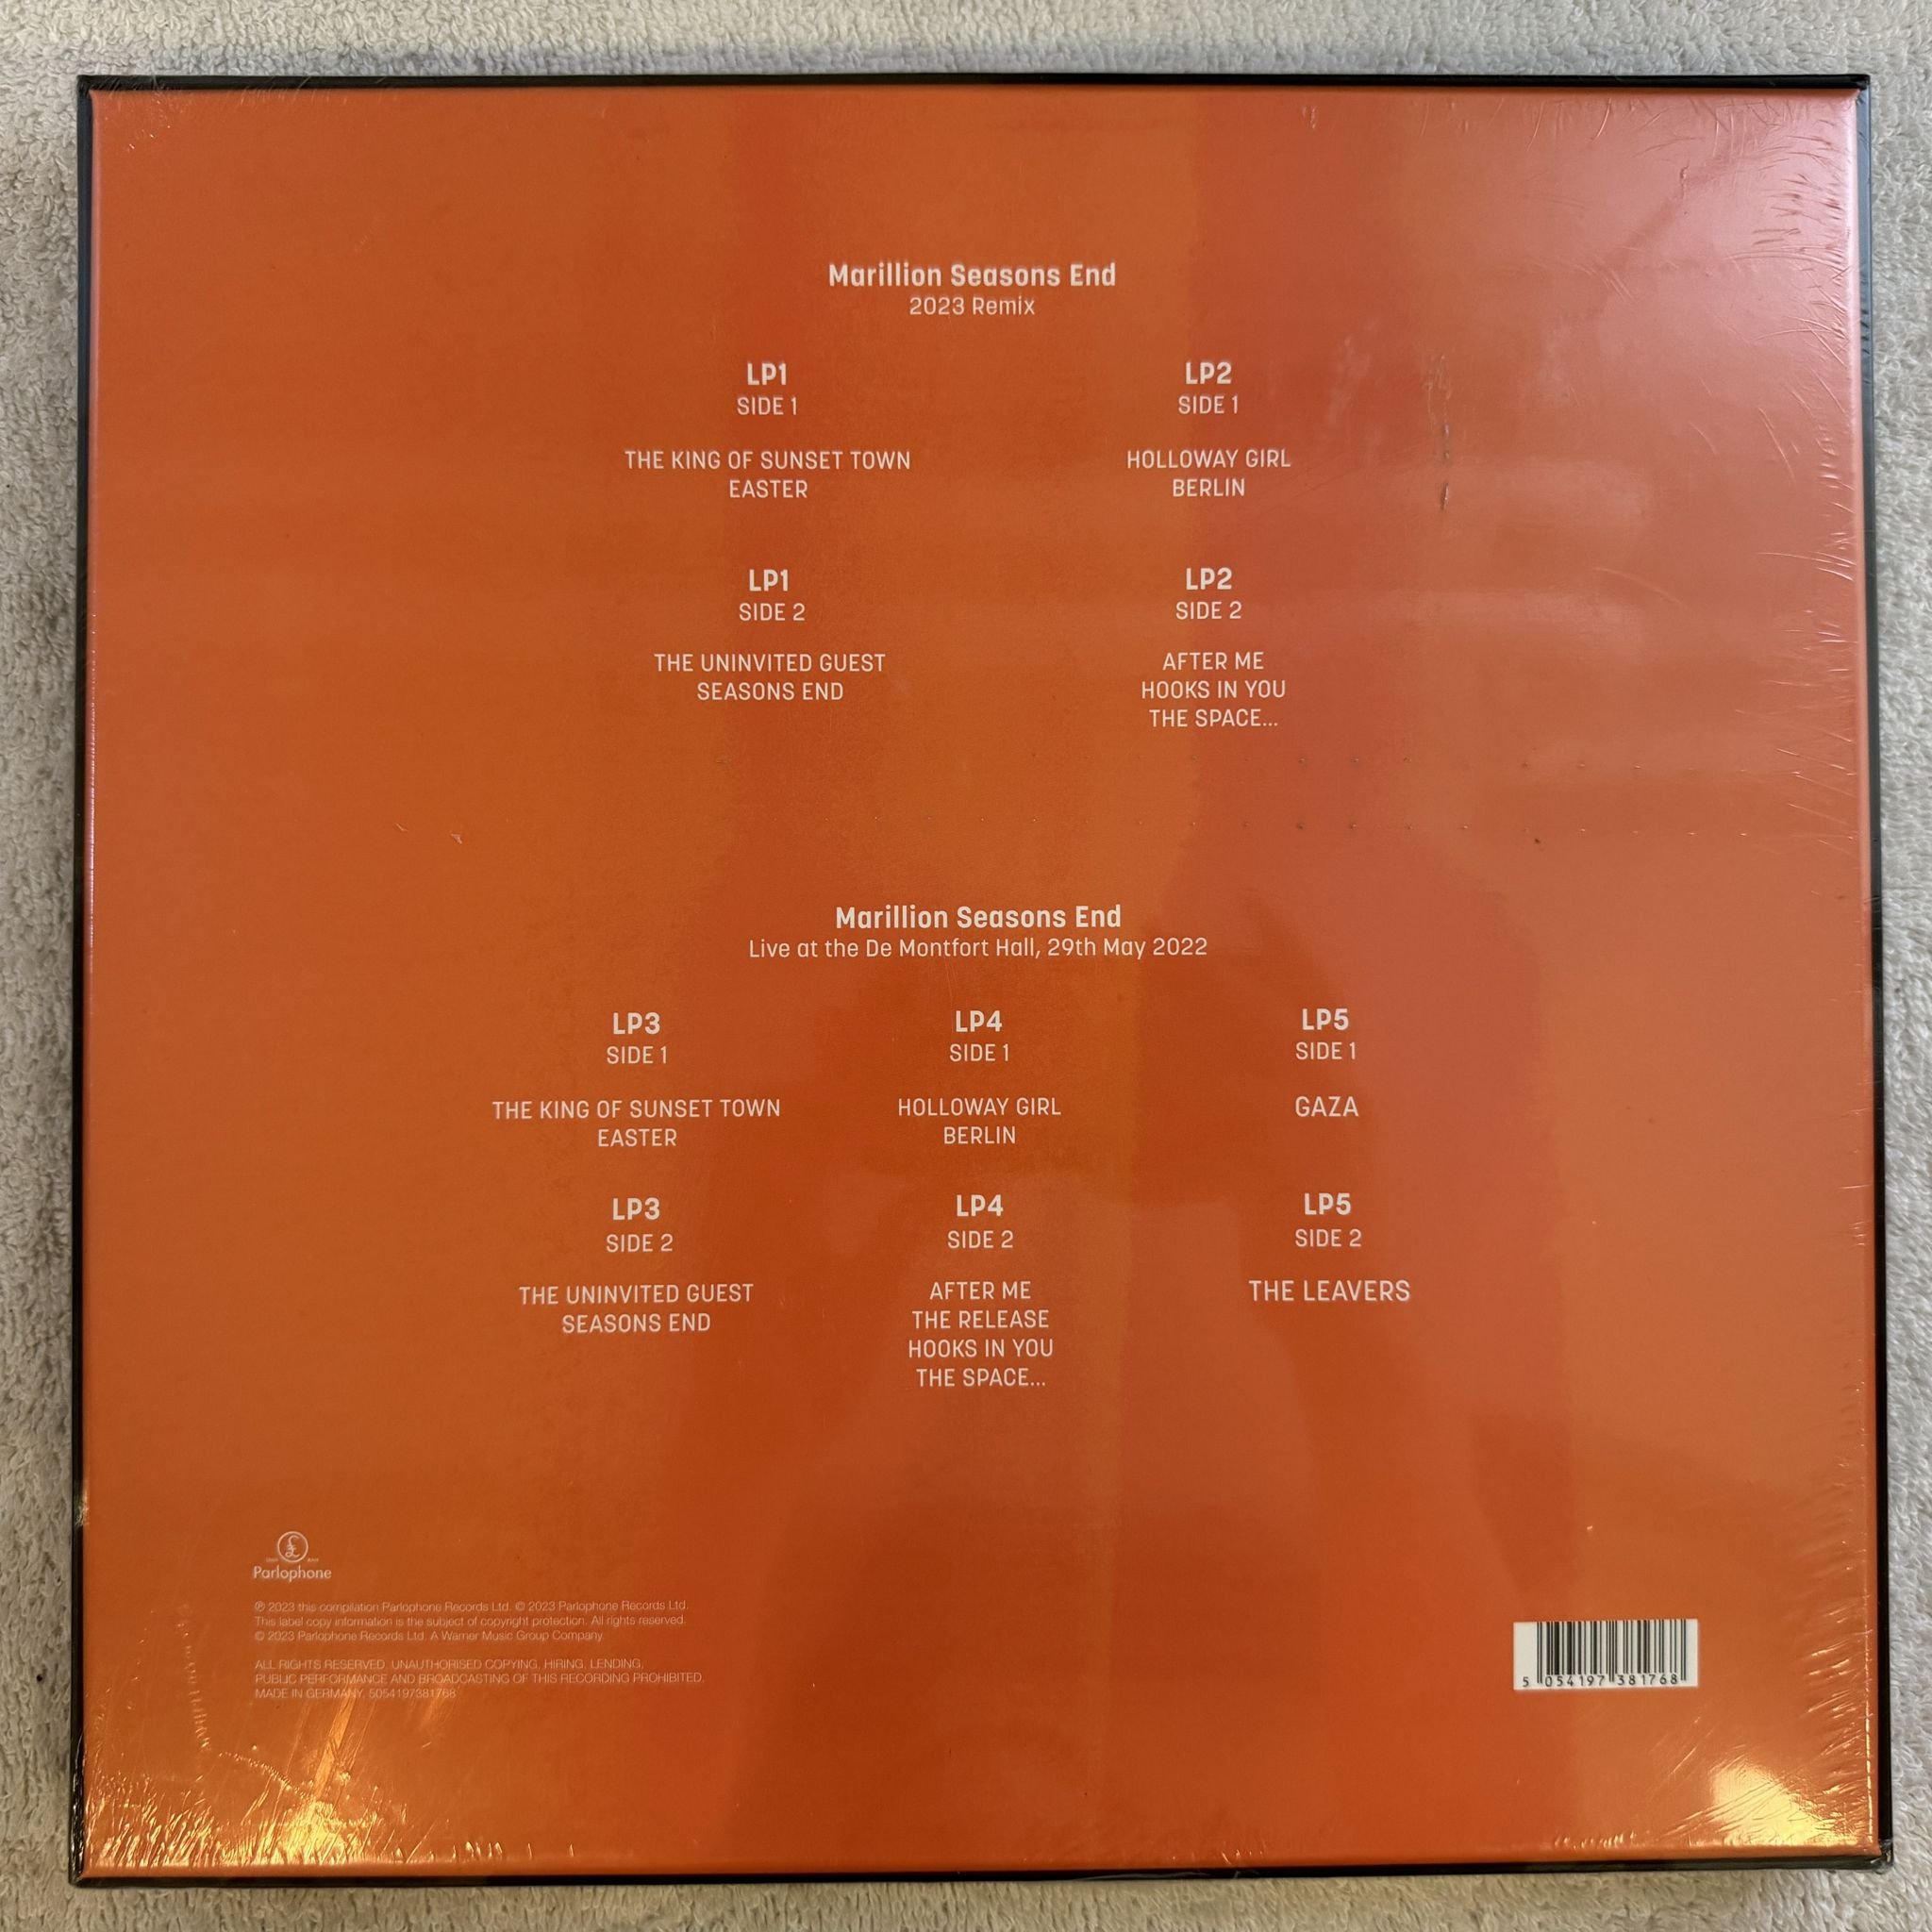 Marillion Seasons End
2023 Remix
LP1
SIDE 1
THE KING OF SUNSET TOWN
EASTER
LP2
SIDE 1
HOLLOWAY GIRL
BERLIN
LP1
SIDE 2
THE UNINVITED GUEST
SEASONS END
LP2
SIDE 2
AFTER ME
HOOKS IN YOU
THE SPACE...
Marillion Seasons End
Live at the De Montfort Hall, 29th May 2022
LP3
SIDE 1
THE KING OF SUNSET TOWN
EASTER
LP4
SIDE 1
HOLLOWAY GIRL
BERLIN
LP5
SIDE 1
GAZA
LP3
SIDE 2
THE UNINVITED GUEST
SEASONS END
LP4
SIDE 2
AFTER ME
THE RELEASE
HOOKS IN YOU
THE SPACE...
LP5
SIDE 2
THE LEAVERS
£
Parlophone
℗ 2023 this compilation Parlophone Records Ltd. © 2023 Parlophone Records Ltd.
This label copy information is the subject of copyright protection. All rights reserved.
© 2023 Parlophone Records Ltd. A Warner Music Group Company
ALL RIGHTS RESERVED. UNAUTHORISED COPYING, HIRING, LENDING,
PUBLIC PERFORMANCE AND BROADCASTING OF THIS RECORDING PROHIBITED.
MADE IN GERMANY. 5054197381768
5 054197 381768